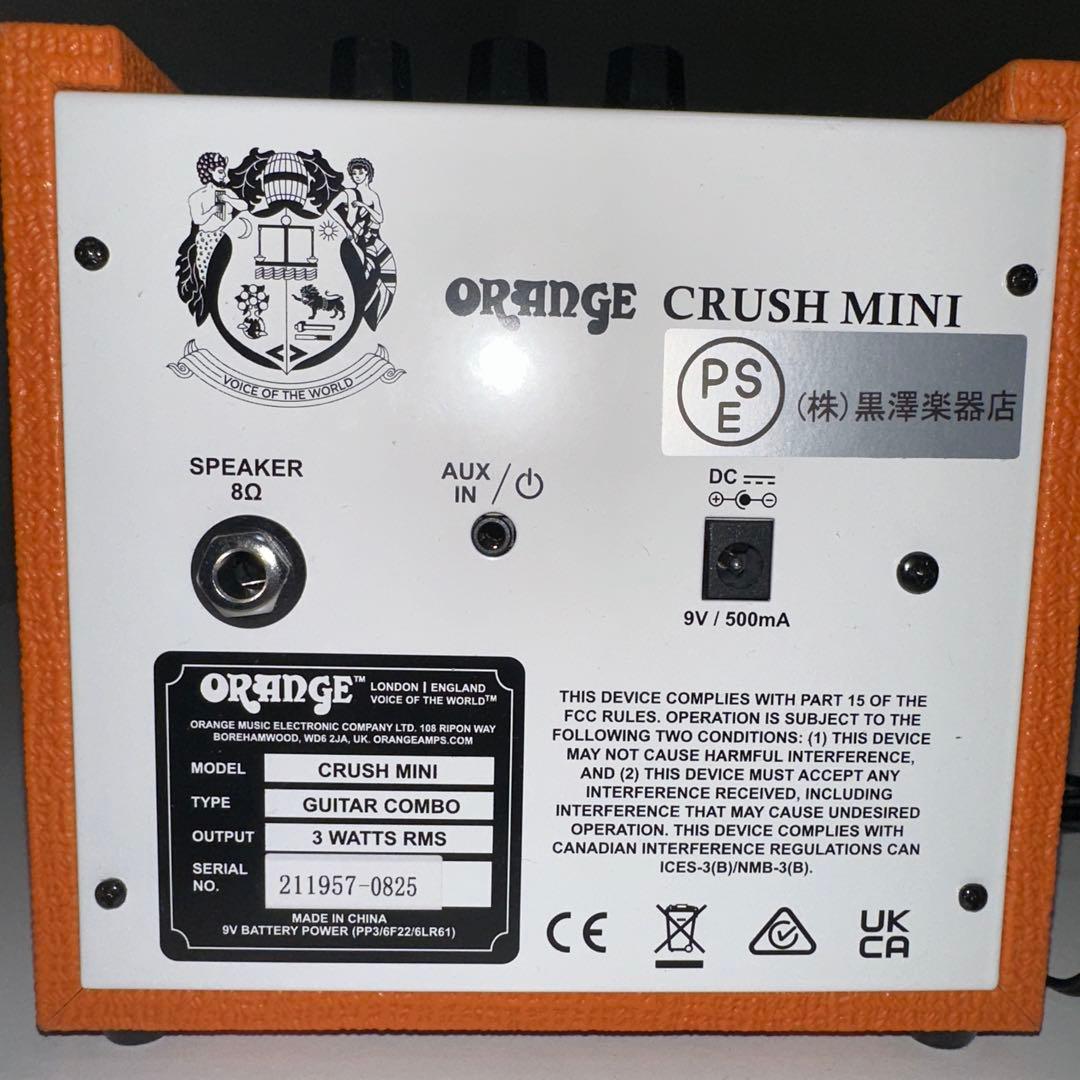 VOICE OF THE WORLD
ORANGE CRUSH MINI
PSE (株)黒澤楽器店
SPEAKER
8Ω
AUX
IN
DC
9V / 500mA
ORANGE™
LONDON | ENGLAND
VOICE OF THE WORLD™
ORANGE MUSIC ELECTRONIC COMPANY LTD. 108 RIPON WAY
BOREHAMWOOD, WD6 2JA, UK. ORANGEAMPS.COM
MODEL CRUSH MINI
TYPE GUITAR COMBO
OUTPUT 3 WATTS RMS
SERIAL
NO.
211957-0825
MADE IN CHINA
9V BATTERY POWER (PP3/6F22/6LR61)
THIS DEVICE COMPLIES WITH PART 15 OF THE
FCC RULES. OPERATION IS SUBJECT TO THE
FOLLOWING TWO CONDITIONS: (1) THIS DEVICE
MAY NOT CAUSE HARMFUL INTERFERENCE,
AND (2) THIS DEVICE MUST ACCEPT ANY
INTERFERENCE RECEIVED, INCLUDING
INTERFERENCE THAT MAY CAUSE UNDESIRED
OPERATION. THIS DEVICE COMPLIES WITH
CANADIAN INTERFERENCE REGULATIONS CAN
ICES-3(B)/NMB-3(B).
CE
UK
CA